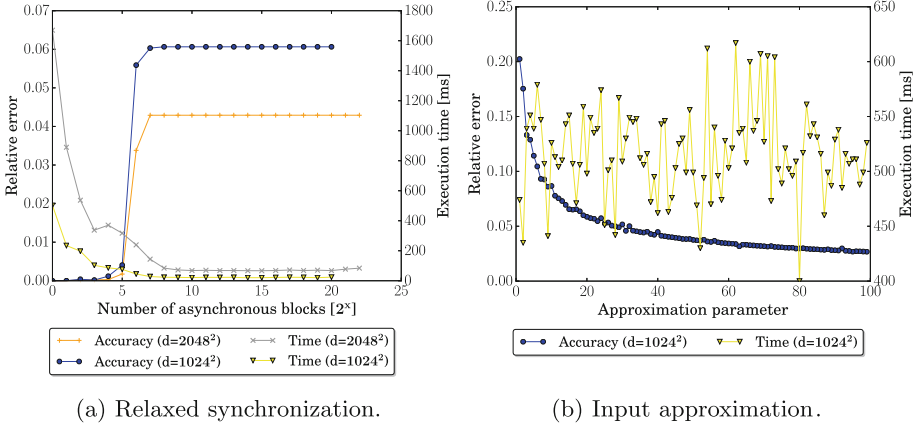 0.07
0.06
0.05
0.04
0.03
0.02
0.01
0.00
Relative error
1800
1600
1400
1200
1000
800
600
400
200
0
Execution time [ms]
0 5 10 15 20 25
Number of asynchronous blocks [2^x]
Accuracy (d=2048²) Time (d=2048²)
Accuracy (d=1024²) Time (d=1024²)
(a) Relaxed synchronization.
0.25
0.20
0.15
0.10
0.05
0.00
Relative error
650
600
550
500
450
400
Execution time [ms]
0 20 40 60 80 100
Approximation parameter
Accuracy (d=1024²) Time (d=1024²)
(b) Input approximation.